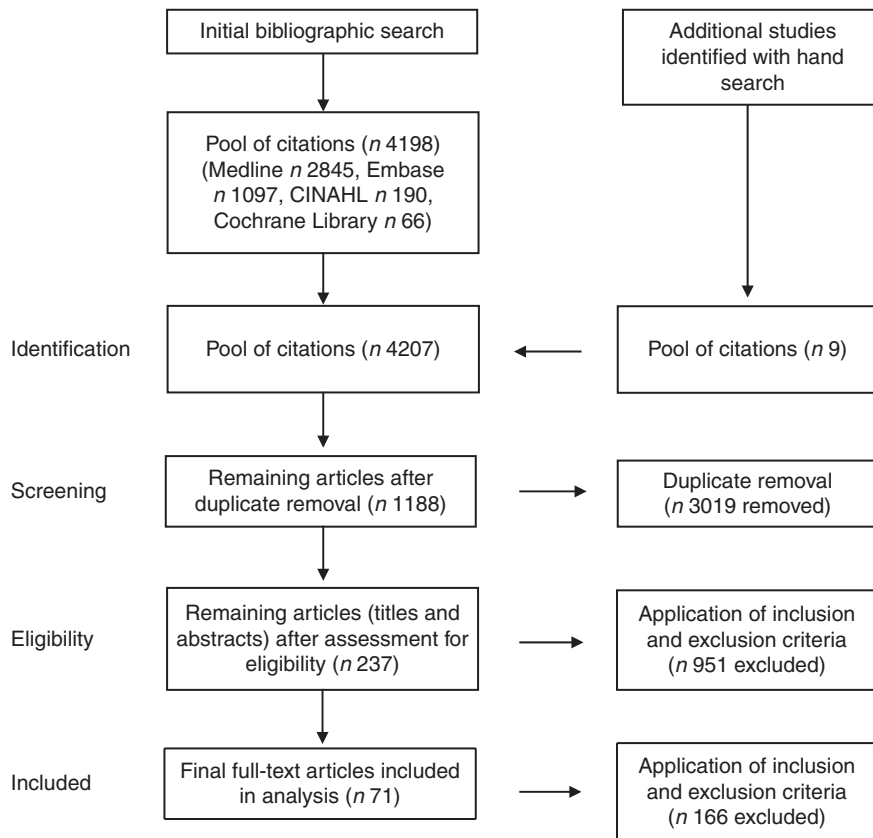 Initial bibliographic search
Additional studies
identified with hand
search
Pool of citations (n 4198)
(Medline n 2845, Embase
n 1097, CINAHL n 190,
Cochrane Library n 66)
Identification
Pool of citations (n 4207)
Pool of citations (n 9)
Screening
Remaining articles after
duplicate removal (n 1188)
Duplicate removal
(n 3019 removed)
Eligibility
Remaining articles (titles and
abstracts) after assessment for
eligibility (n 237)
Application of inclusion
and exclusion criteria
(n 951 excluded)
Included
Final full-text articles included
in analysis (n 71)
Application of inclusion
and exclusion criteria
(n 166 excluded)